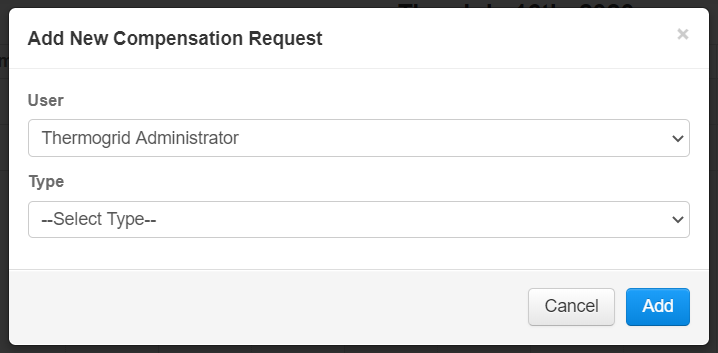 Add New Compensation Request
×
User
Thermogrid Administrator
Type
--Select Type--
Cancel
Add